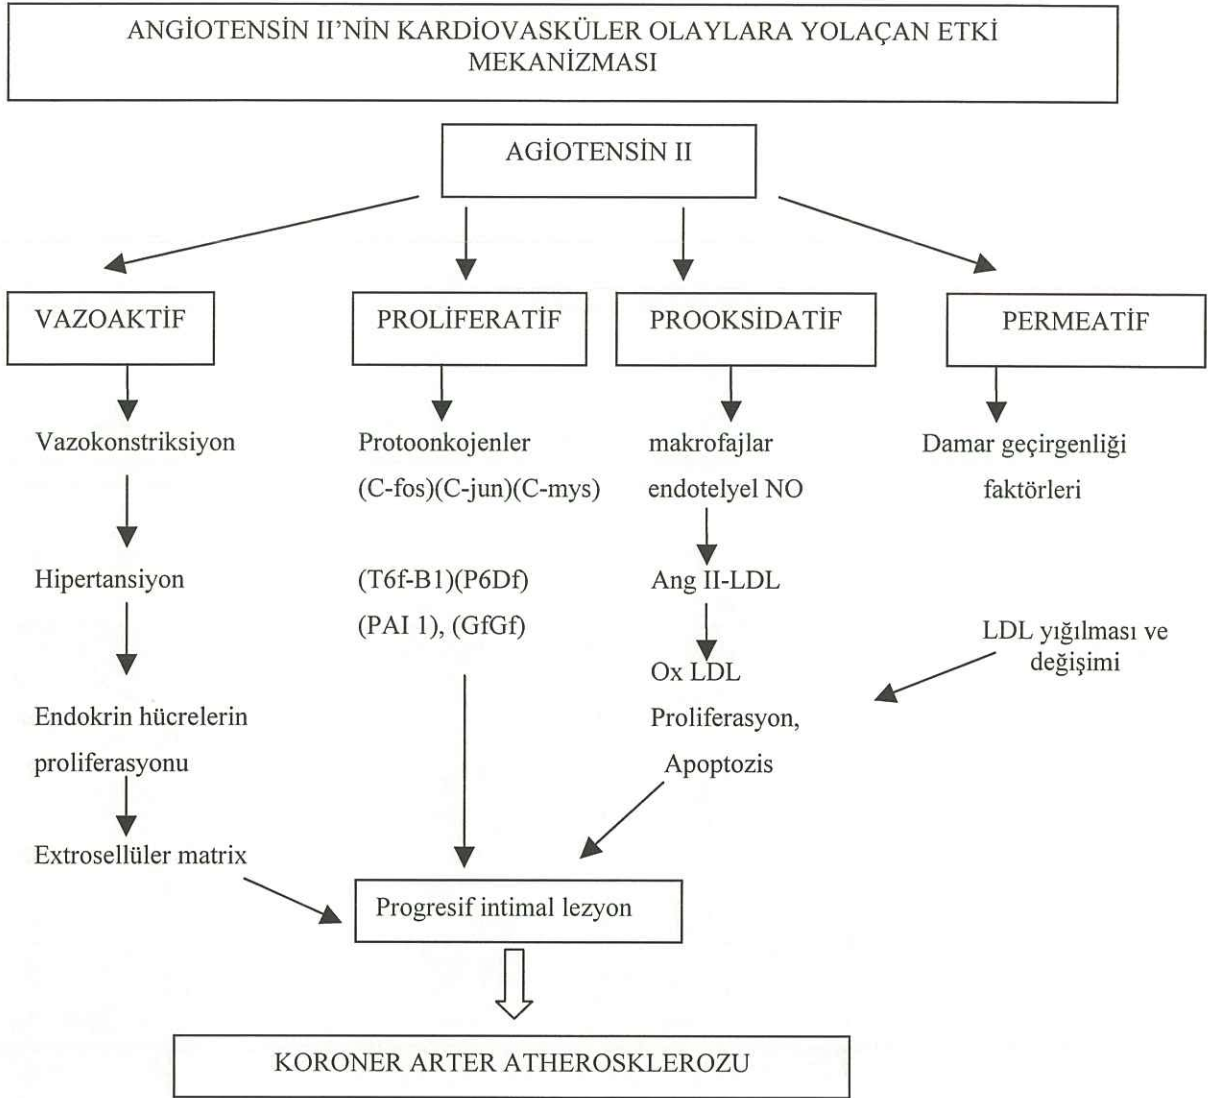 ANGİOTENSİN II'NİN KARDİOVASKÜLER OLAYLARA YOLAÇAN ETKİ
MEKANİZMASI
AGİOTENSİN II
VAZOAKTİF
PROLİFERATİF
PROOKSİDATİF
PERMEATİF
Vazokonstriksiyon
Hipertansiyon
Endokrin hücrelerin
proliferasyonu
Extrosellüler matrix
Protoonkojenler
(C-fos)(C-jun)(C-mys)
(T6f-B1)(P6Df)
(PAI 1), (GfGf)
makrofajlar
endotelyel NO
Ang II-LDL
Ox LDL
Proliferasyon,
Apoptozis
Damar geçirgenliği
faktörleri
LDL yığılması ve
değişimi
Progresif intimal lezyon
KORONER ARTER ATHEROSKLEROZU